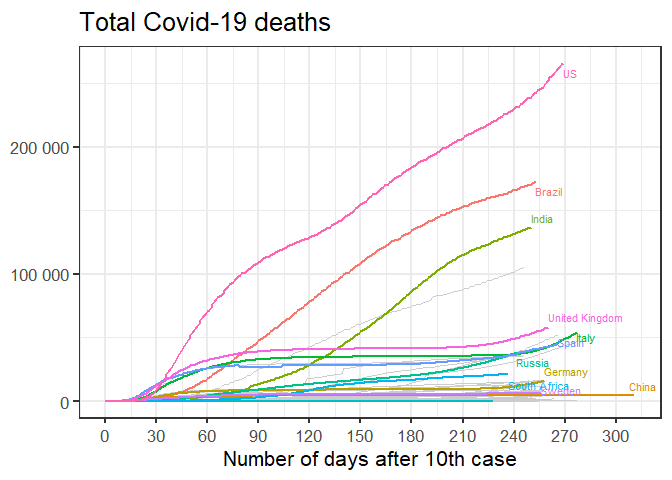 Total Covid-19 deaths
US
200 000
Brazil
India
100 000
United Kingdom
Italy
Spain
Russia
Germany
South Africa
Sweden
China
0
0 30 60 90 120 150 180 210 240 270 300
Number of days after 10th case